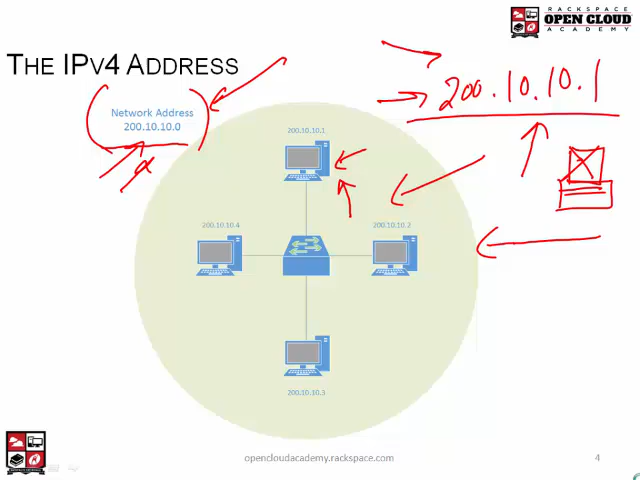 RACKSPACE
OPEN CLOUD
ACADEMY
THE IPV4 ADDRESS
200.10.10.1
Network Address
200.10.10.0
200.10.10.1
200.10.10.4
200.10.10.2
200.10.10.3
opencloudacademy.rackspace.com
4